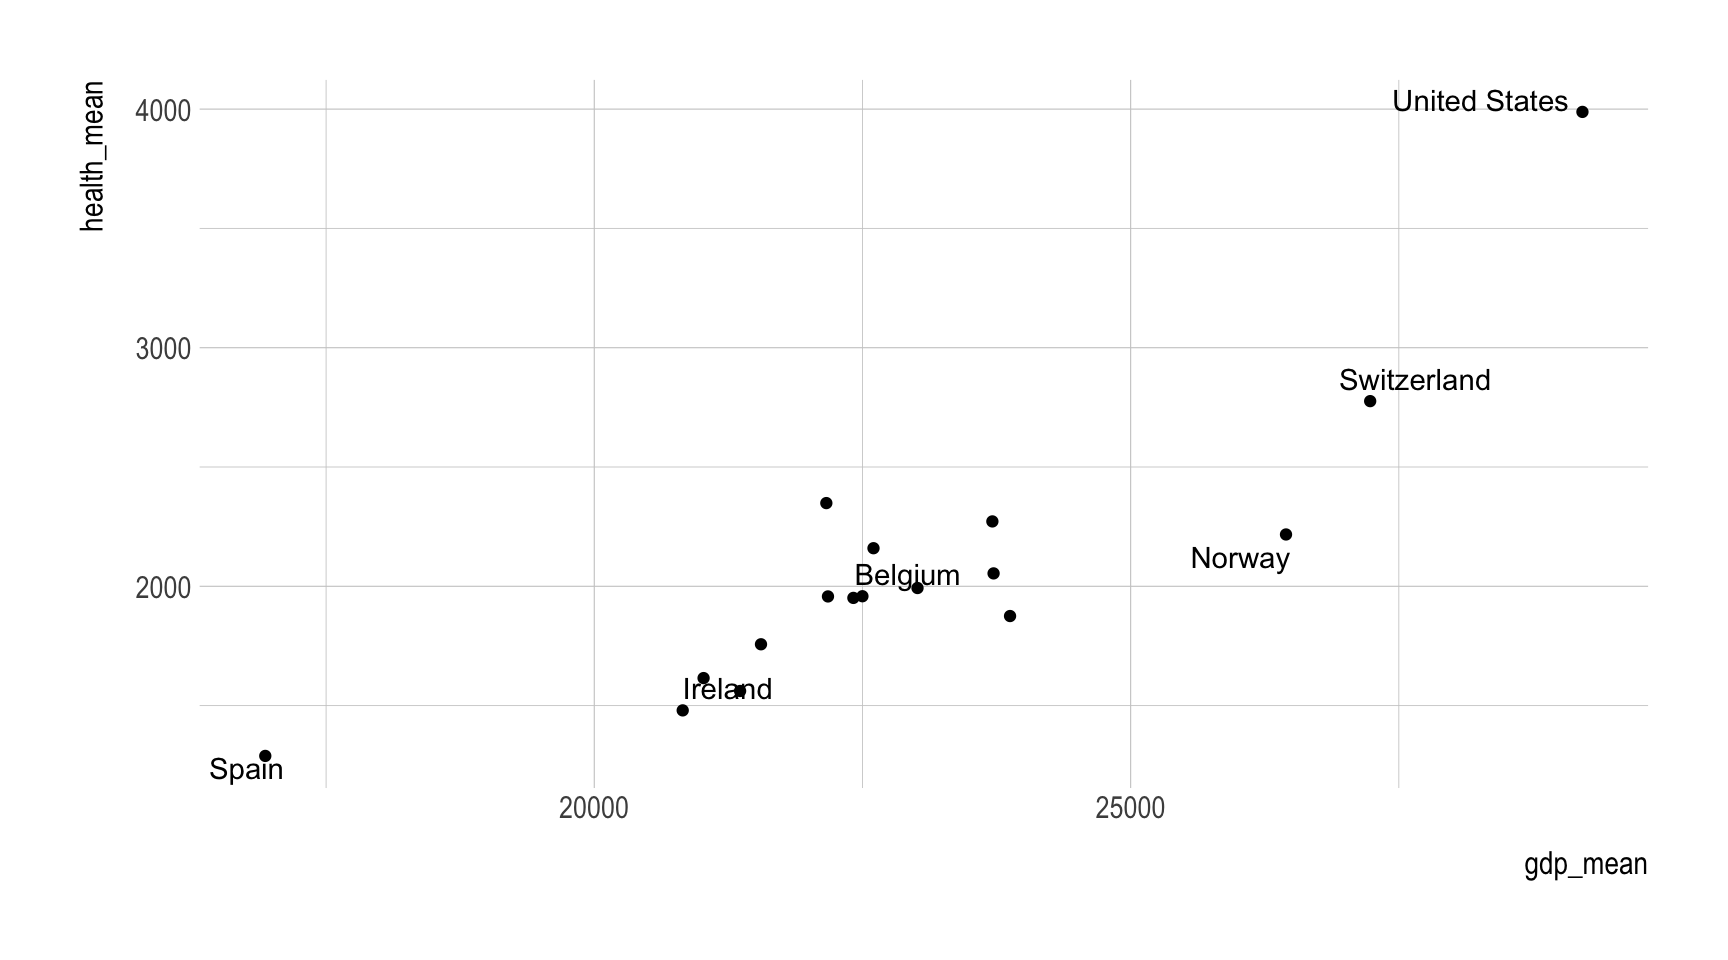 health_mean
4000
3000
2000
United States
Switzerland
Norway
Belgium
Ireland
Spain
20000
25000
gdp_mean